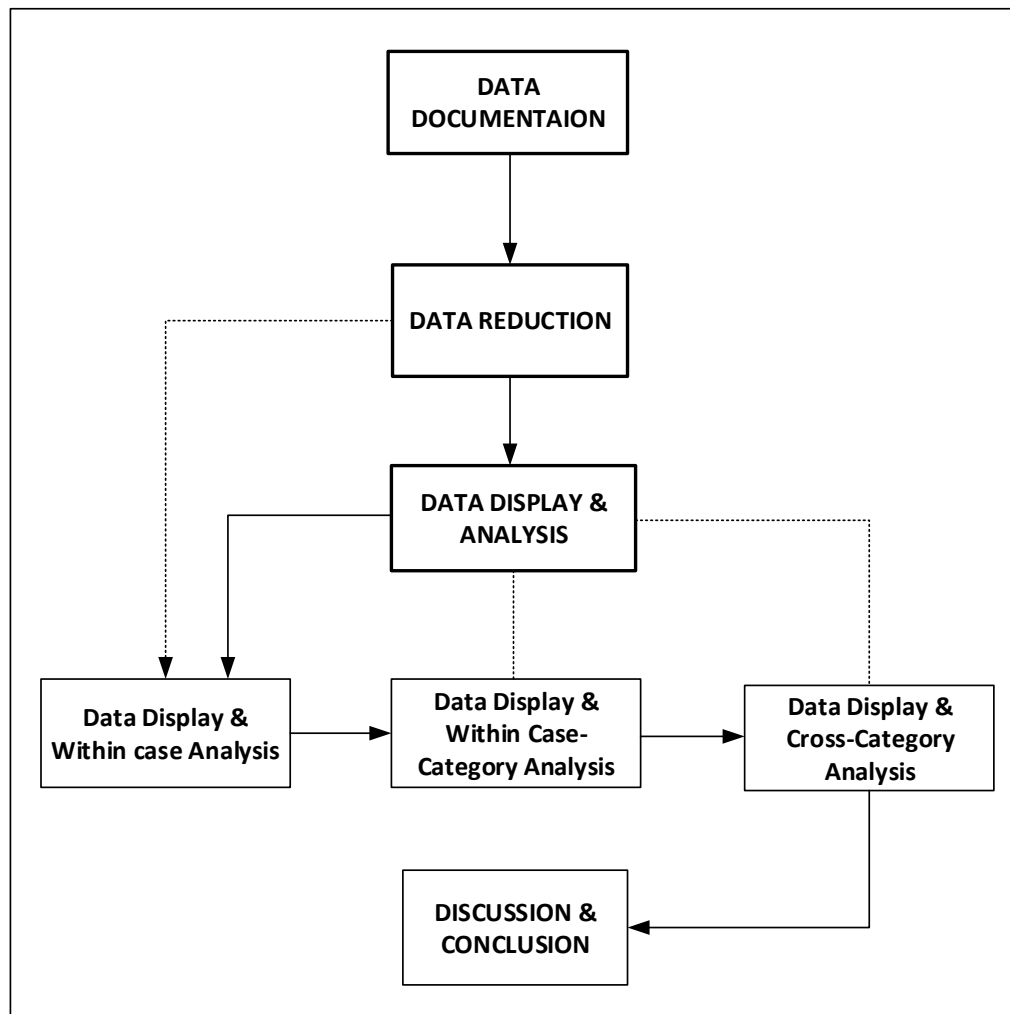 DATA
DOCUMENTAION
DATA REDUCTION
DATA DISPLAY &
ANALYSIS
Data Display &
Within case Analysis
Data Display &
Within Case-
Category Analysis
Data Display &
Cross-Category
Analysis
DISCUSSION &
CONCLUSION